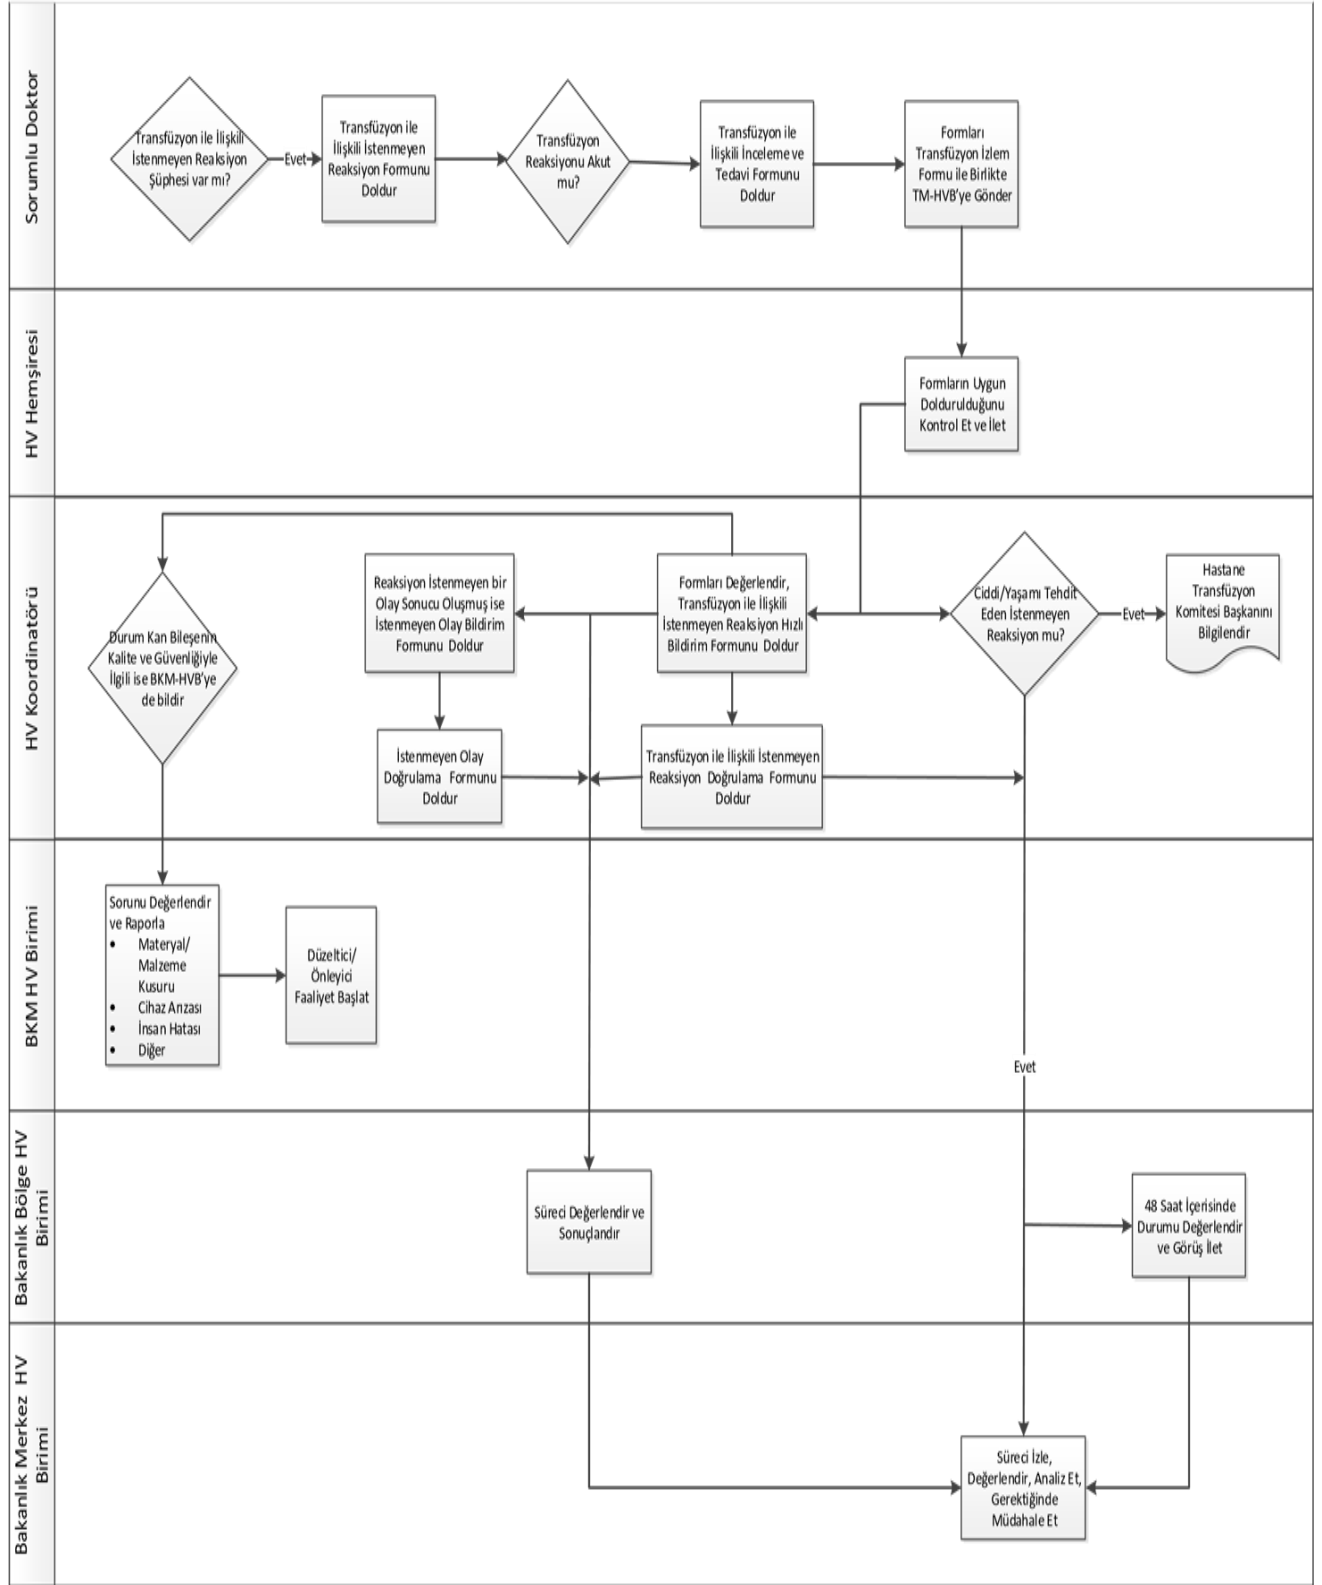 Sorumlu Doktor
Transfüzyon ile İlişkili
İstenmeyen Reaksiyon
Şüphesi var mı?
Evet
Transfüzyon ile
İlişkili İstenmeyen
Reaksiyon Formunu
Doldur
Transfüzyon
Reaksiyonu Akut
mu?
Transfüzyon ile
İlişkili İnceleme ve
Tedavi Formunu
Doldur
Formları
Transfüzyon İzlem
Formu ile Birlikte
TM-HVB'ye Gönder
HV Hemşiresi
Formların Uygun
Doldurulduğunu
Kontrol Et ve İlet
HV Koordinatörü
Durum Kan Bileşenin
Kalite ve Güvenliğiyle
İlgili ise BKM-HVB'ye
de bildir
Reaksiyon İstenmeyen bir
Olay Sonucu Oluşmuş ise
İstenmeyen Olay Bildirim
Formunu Doldur
Formları Değerlendir,
Transfüzyon ile İlişkili
İstenmeyen Reaksiyon Hızlı
Bildirim Formunu Doldur
Ciddi/Yaşamı Tehdit
Eden İstenmeyen
Reaksiyon mu?
Evet
Hastane
Transfüzyon
Komitesi Başkanını
Bilgilendir
İstenmeyen Olay
Doğrulama Formunu
Doldur
Transfüzyon ile İlişkili İstenmeyen
Reaksiyon Doğrulama Formunu
Doldur
BKM HV Birimi
Sorunu Değerlendir
ve Raporla
• Materyal/
Malzeme
Kusuru
• Cihaz Arızası
• İnsan Hatası
• Diğer
Düzeltici/
Önleyici
Faaliyet Başlat
Evet
Bakanlık Bölge HV
Birimi
Süreci Değerlendir ve
Sonuçlandır
48 Saat İçerisinde
Durumu Değerlendir
ve Görüş İlet
Bakanlık Merkez HV
Birimi
Süreci İzle,
Değerlendir, Analiz Et,
Gerektiğinde
Müdahale Et